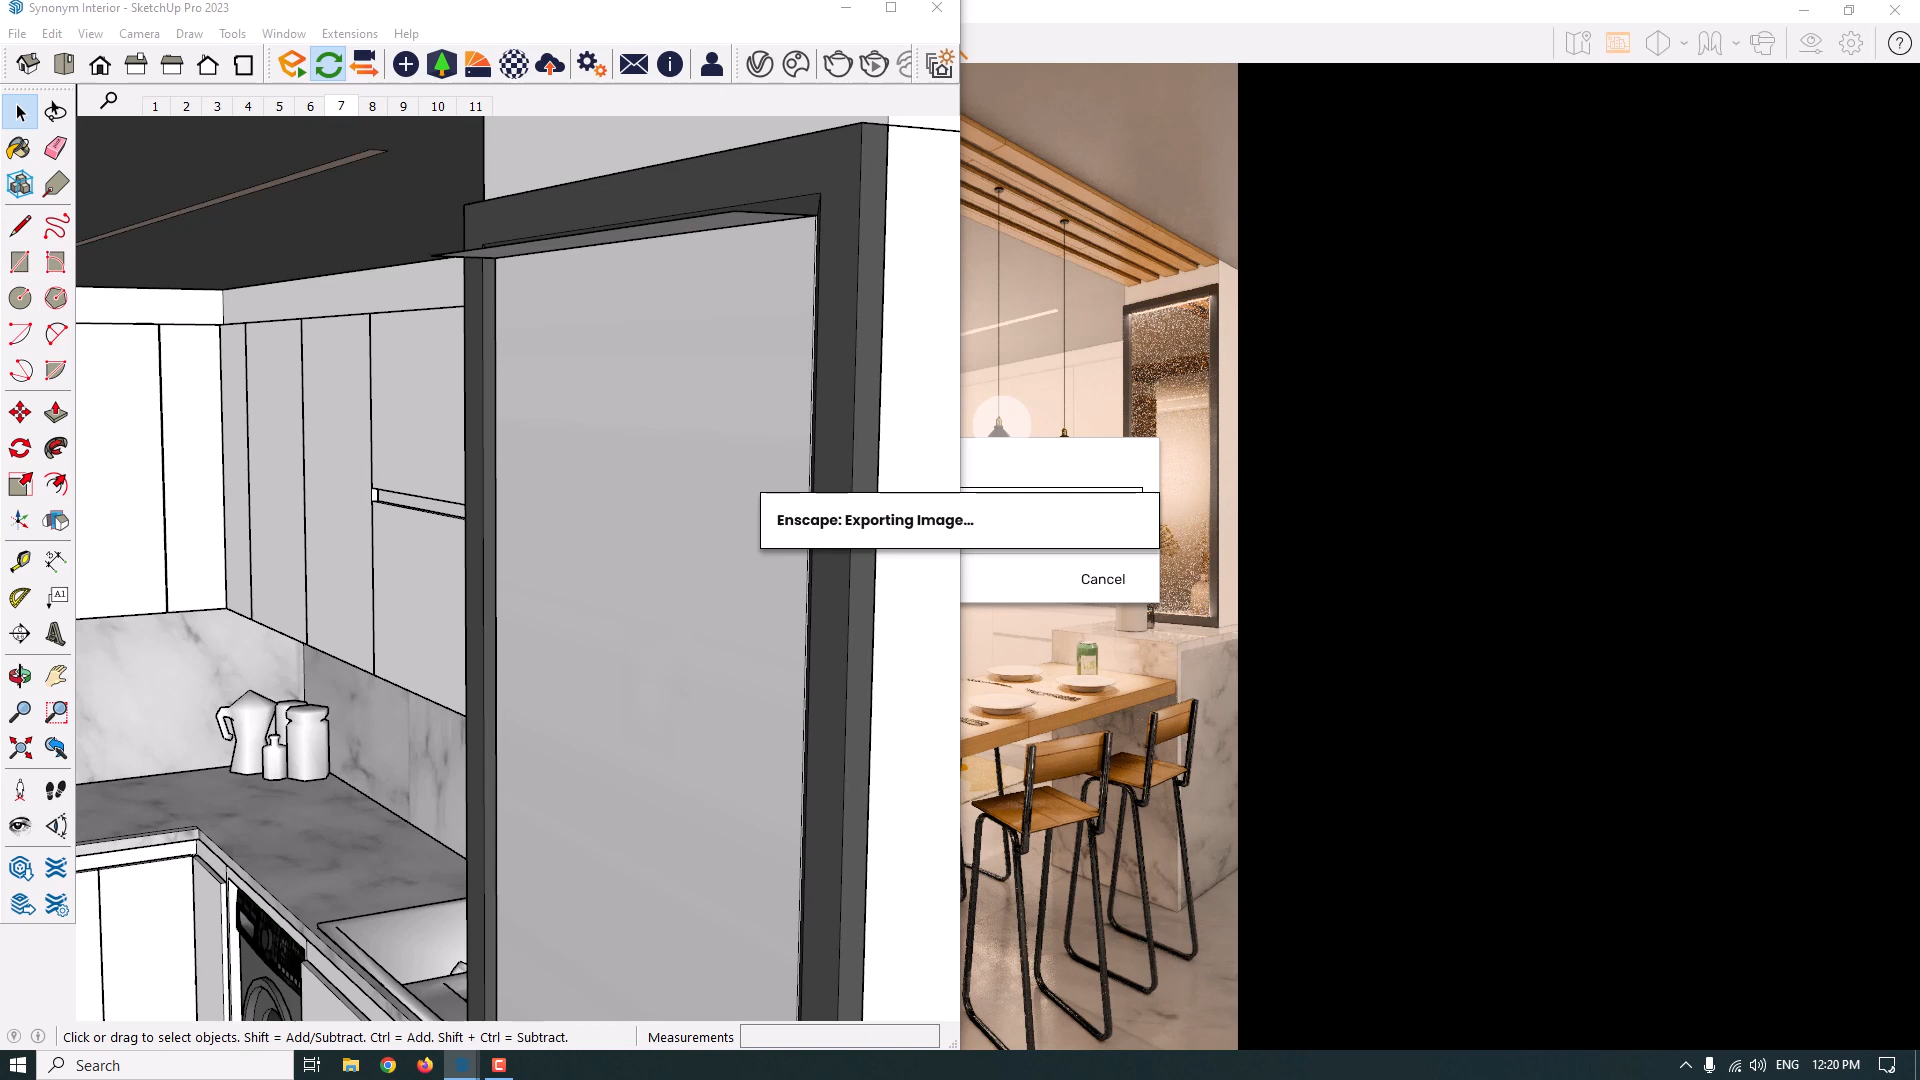 Synonym Interior - SketchUp Pro 2023
File Edit View Camera Draw Tools Window Extensions Help
1 2 3 4 5 6 7 8 9 10 11
A1
Enscape: Exporting Image...
Cancel
Click or drag to select objects. Shift = Add/Subtract. Ctrl = Add. Shift + Ctrl = Subtract.
Measurements
Search
ENG
12:20 PM